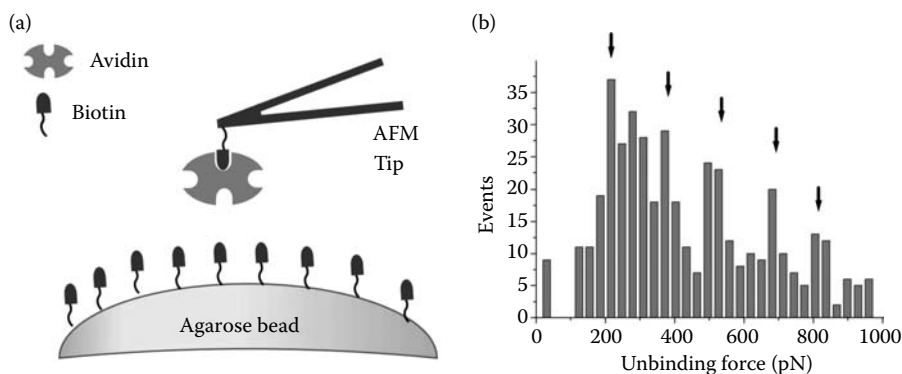 (a)
Avidin
Biotin
AFM
Tip
Agarose bead
(b)
Events
35
30
25
20
15
10
5
0
0 200 400 600 800 1000
Unbinding force (pN)